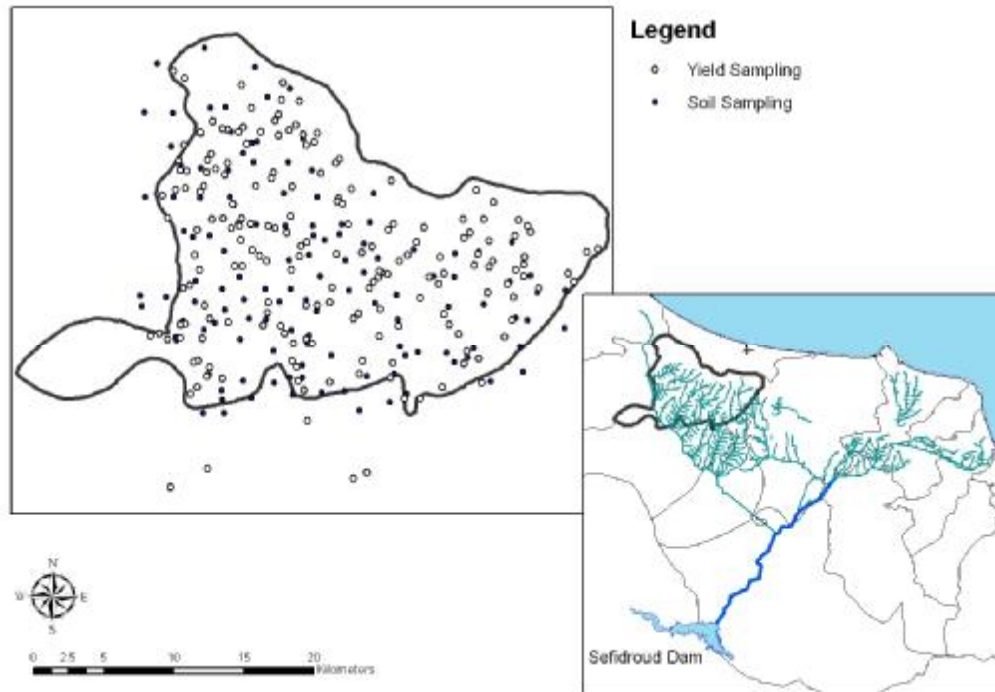 Legend
Yield Sampling
Soil Sampling
N
W E
S
0 2.5 5 10 15 20
Kilometers
Sefidroud Dam